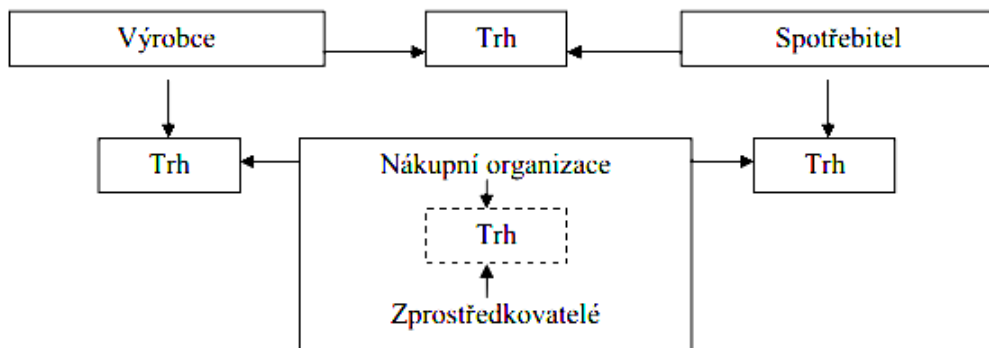 Výrobce
Trh
Spotřebitel
Trh
Nákupní organizace
Trh
Trh
Zprostředkovatelé